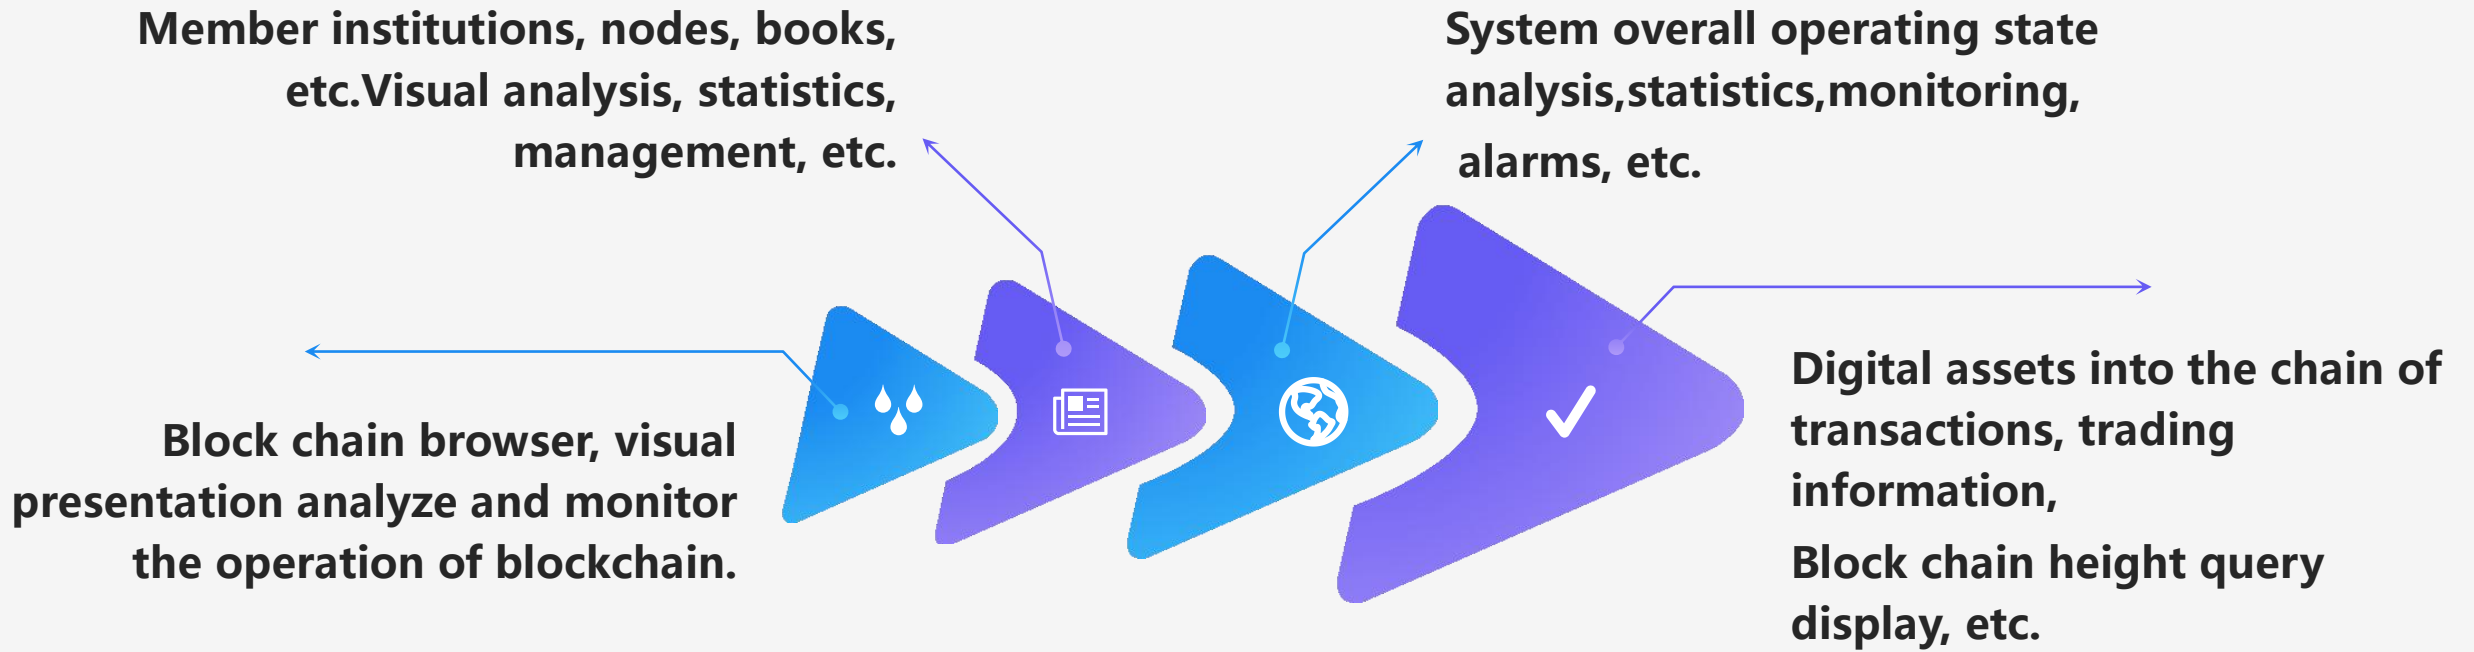 Member institutions, nodes, books,
etc.Visual analysis, statistics,
management, etc.
System overall operating state
analysis,statistics,monitoring,
alarms, etc.
Block chain browser, visual
presentation analyze and monitor
the operation of blockchain.
Digital assets into the chain of
transactions, trading
information,
Block chain height query
display, etc.